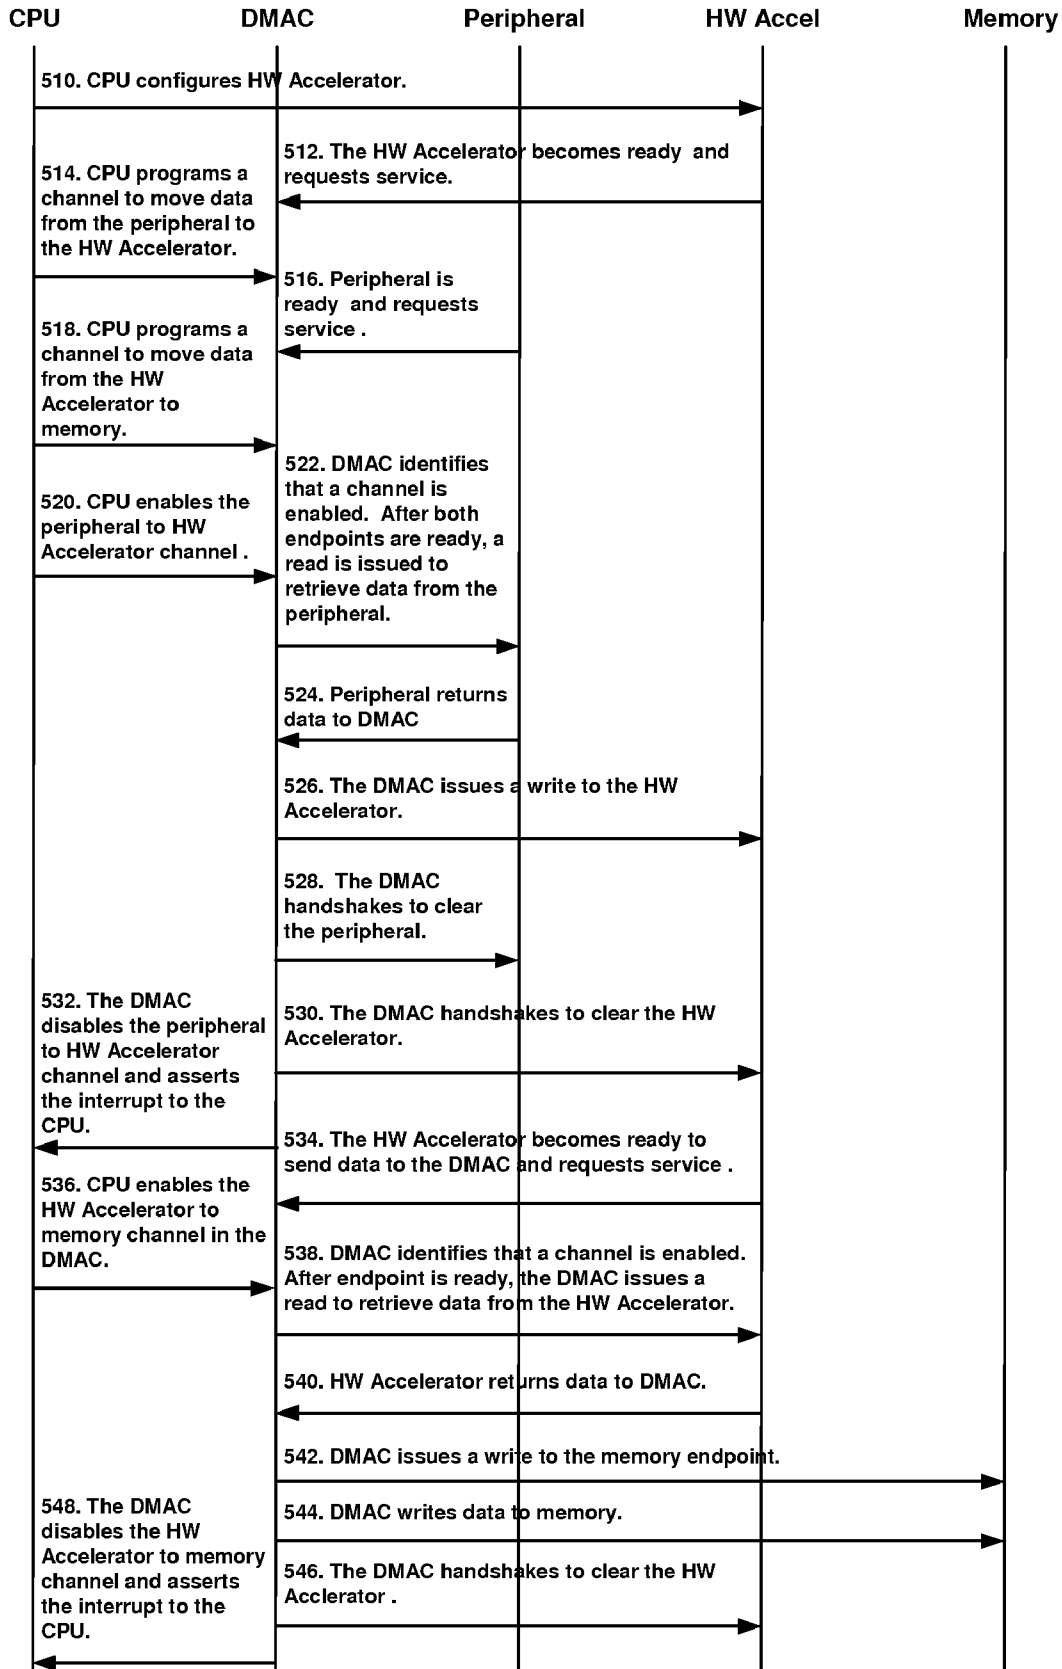 CPU DMAC Peripheral HW Accel Memory
510. CPU configures HW Accelerator.
512. The HW Accelerator becomes ready and
requests service.
514. CPU programs a
channel to move data
from the peripheral to
the HW Accelerator.
516. Peripheral is
ready and requests
service .
518. CPU programs a
channel to move data
from the HW
Accelerator to
memory.
520. CPU enables the
peripheral to HW
Accelerator channel .
522. DMAC identifies
that a channel is
enabled. After both
endpoints are ready, a
read is issued to
retrieve data from the
peripheral.
524. Peripheral returns
data to DMAC
526. The DMAC issues a write to the HW
Accelerator.
528. The DMAC
handshakes to clear
the peripheral.
530. The DMAC handshakes to clear the HW
Accelerator.
532. The DMAC
disables the peripheral
to HW Accelerator
channel and asserts
the interrupt to the
CPU.
534. The HW Accelerator becomes ready to
send data to the DMAC and requests service .
536. CPU enables the
HW Accelerator to
memory channel in the
DMAC.
538. DMAC identifies that a channel is enabled.
After endpoint is ready, the DMAC issues a
read to retrieve data from the HW Accelerator.
540. HW Accelerator returns data to DMAC.
542. DMAC issues a write to the memory endpoint.
544. DMAC writes data to memory.
546. The DMAC handshakes to clear the HW
Acclerator .
548. The DMAC
disables the HW
Accelerator to memory
channel and asserts
the interrupt to the
CPU.